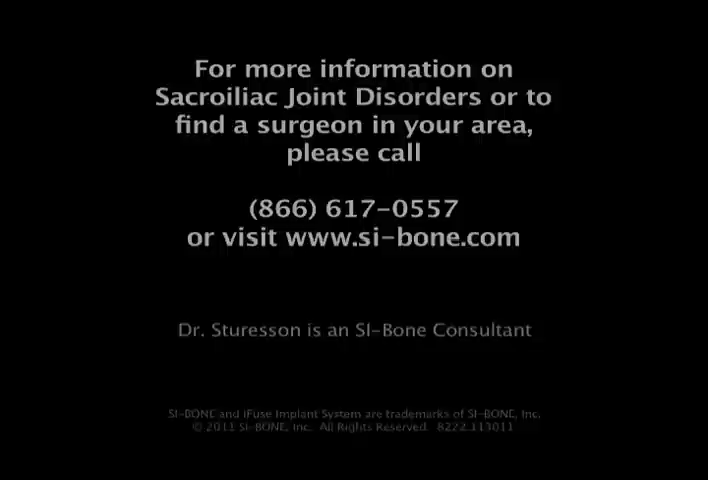 For more information on
Sacroiliac Joint Disorders or to
find a surgeon in your area,
please call
(866) 617-0557
or visit www.si-bone.com
Dr. Sturesson is an SI-Bone Consultant
SI-BONE and iFuse Implant System are trademarks of SI-BONE, Inc.
© 2011 SI-BONE, Inc. All Rights Reserved. 8222.113011